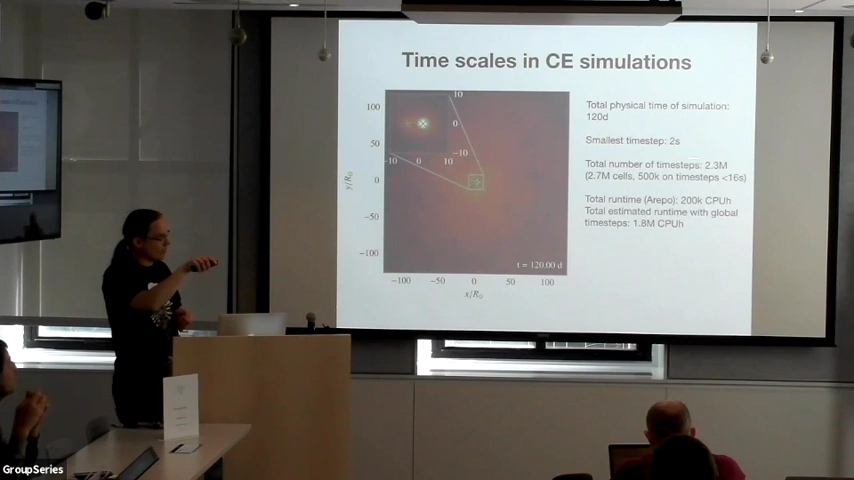 Time scales in CE simulations
100
50
0
−50
−100
y/R⊙
10
0
−10
−10
0
10
t = 120.00 d
−100
−50
0
50
100
x/R⊙
Total physical time of simulation:
120d
Smallest timestep: 2s
Total number of timesteps: 2.3M
(2.7M cells, 500k on timesteps <16s)
Total runtime (Arepo): 200k CPUh
Total estimated runtime with global
timesteps: 1.8M CPUh
GroupSeries